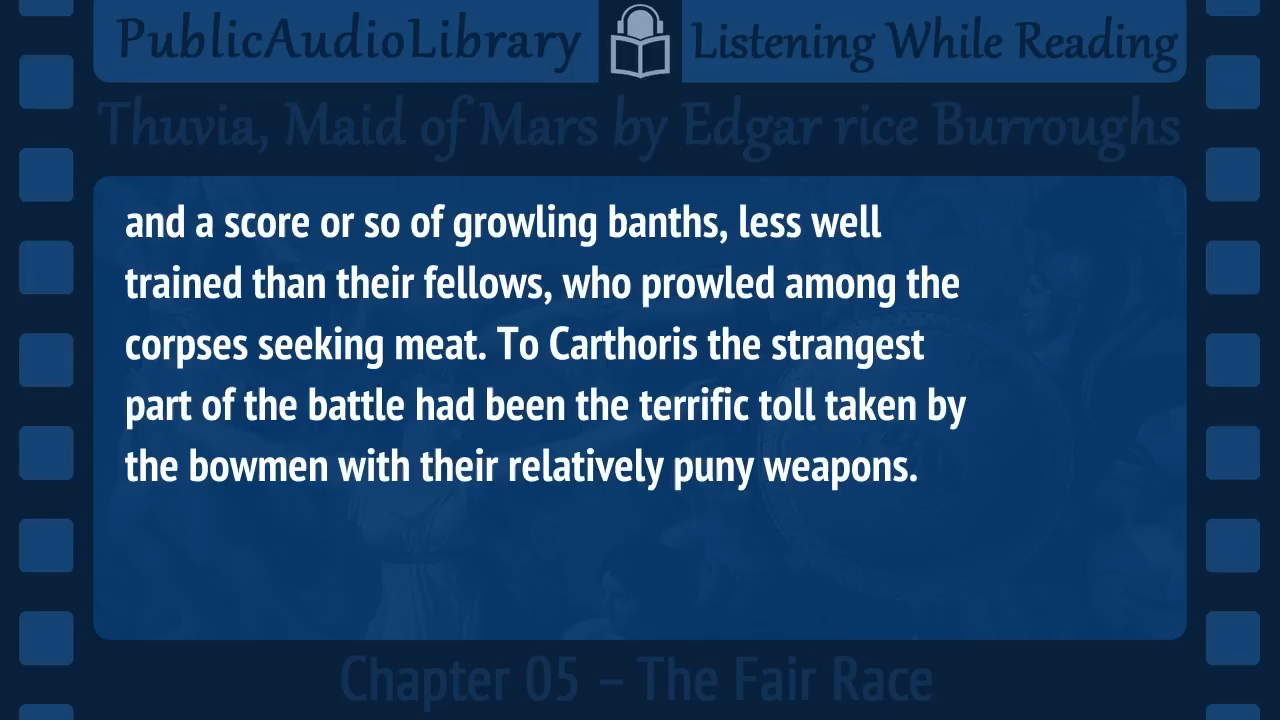 PublicAudioLibrary Listening While Reading
Thuvia, Maid of Mars by Edgar rice Burroughs
and a score or so of growling banths, less well
trained than their fellows, who prowled among the
corpses seeking meat. To Carthoris the strangest
part of the battle had been the terrific toll taken by
the bowmen with their relatively puny weapons.
Chapter 05 – The Fair Race